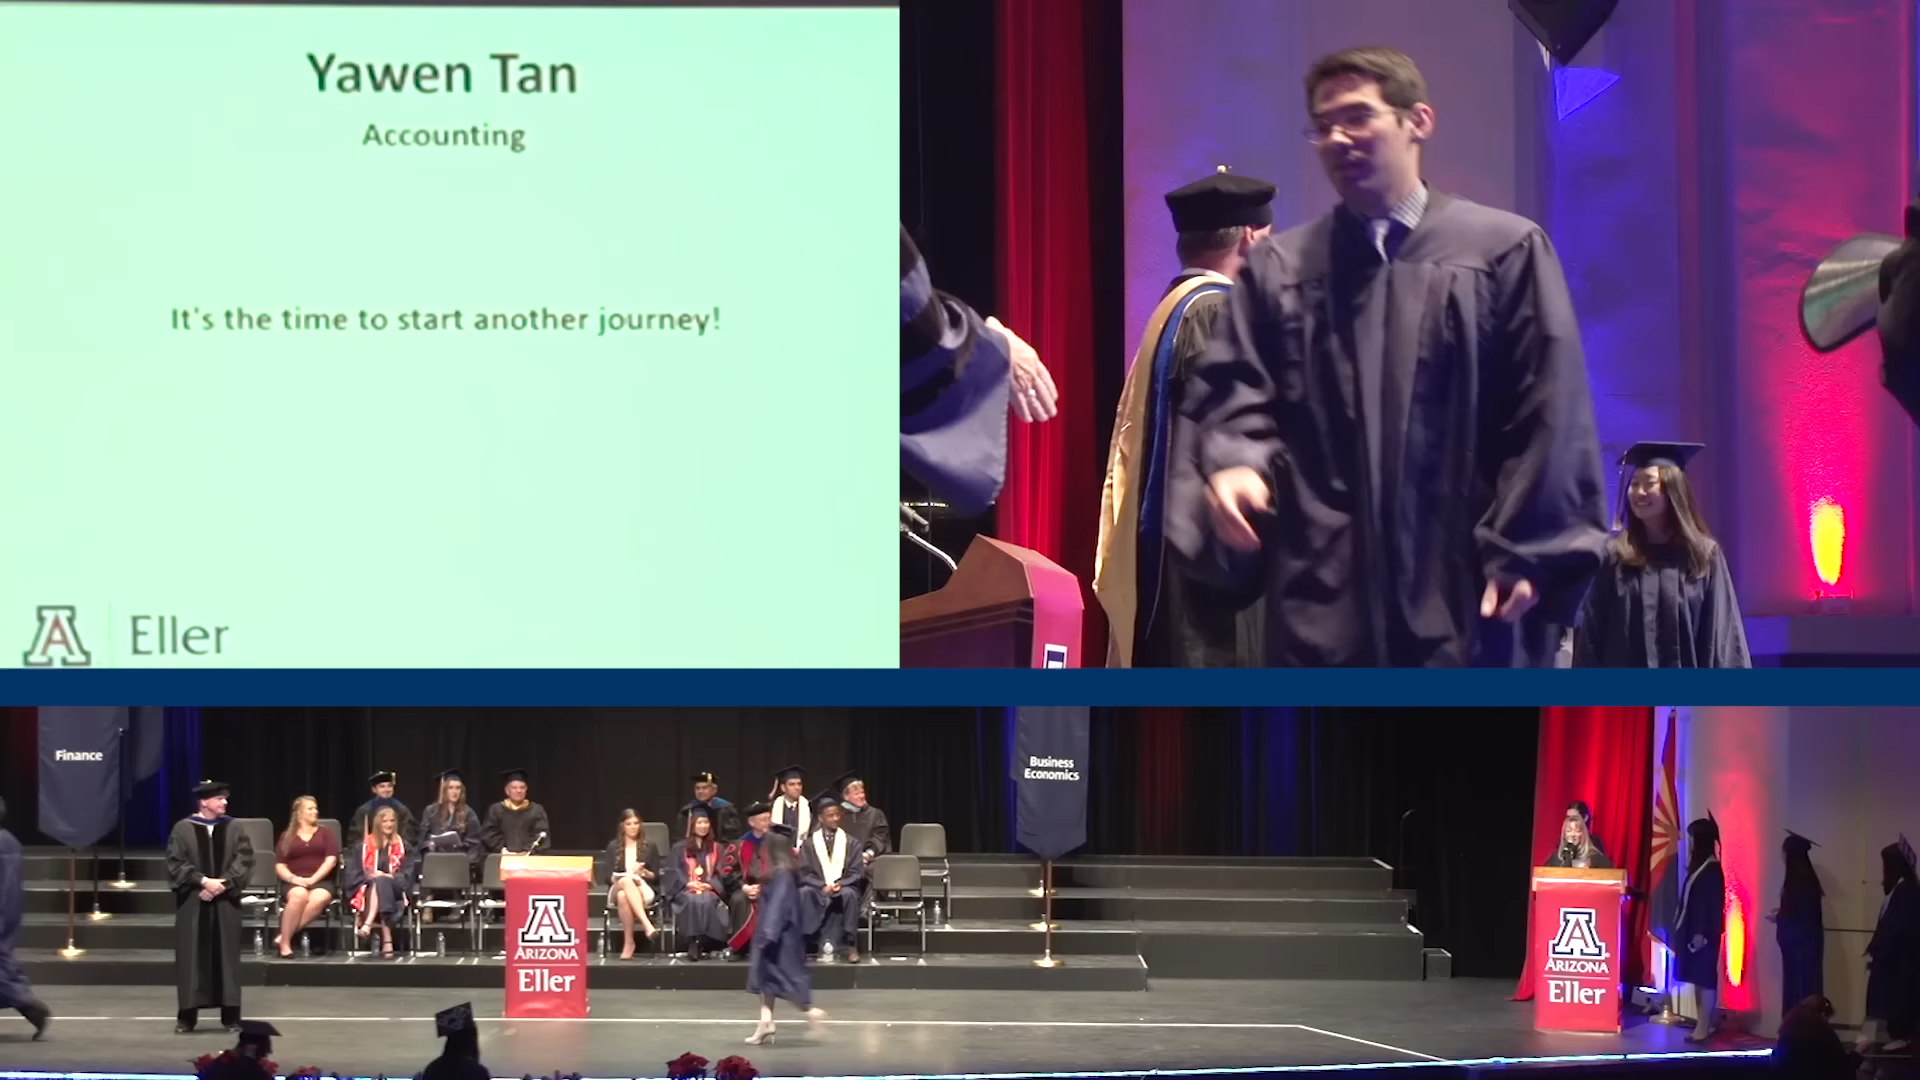 Yawen Tan
Accounting
It's the time to start another journey!
A Eller
Finance
Business
Economics
A
ARIZONA
Eller
A
ARIZONA
Eller